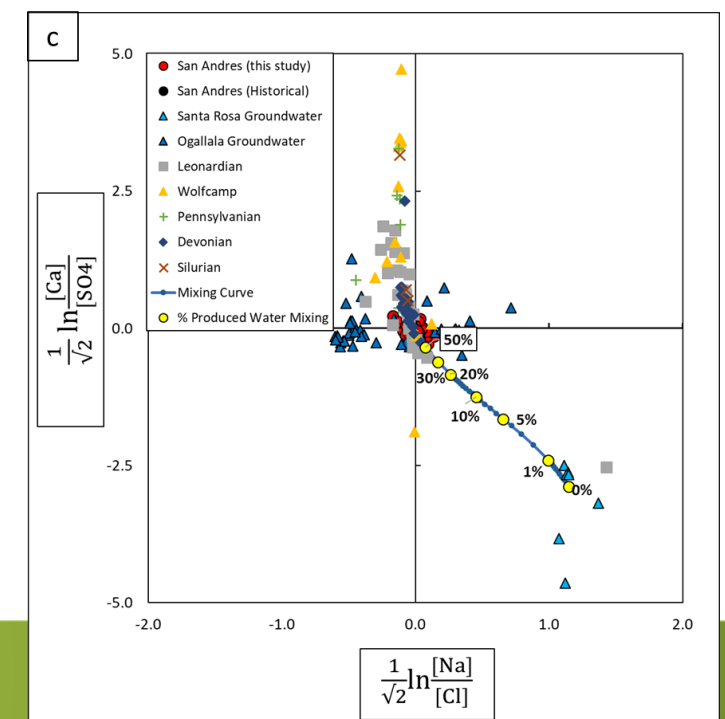 c
5.0
2.5
0.0
-2.5
-5.0
San Andres (this study)
San Andres (Historical)
Santa Rosa Groundwater
Ogallala Groundwater
Leonardian
Wolfcamp
Pennsylvanian
Devonian
Silurian
Mixing Curve
% Produced Water Mixing
50%
30%
20%
10%
5%
1%
0%
1/√2 ln [Ca]/[SO4]
-2.0 -1.0 0.0 1.0 2.0
1/√2 ln [Na]/[Cl]